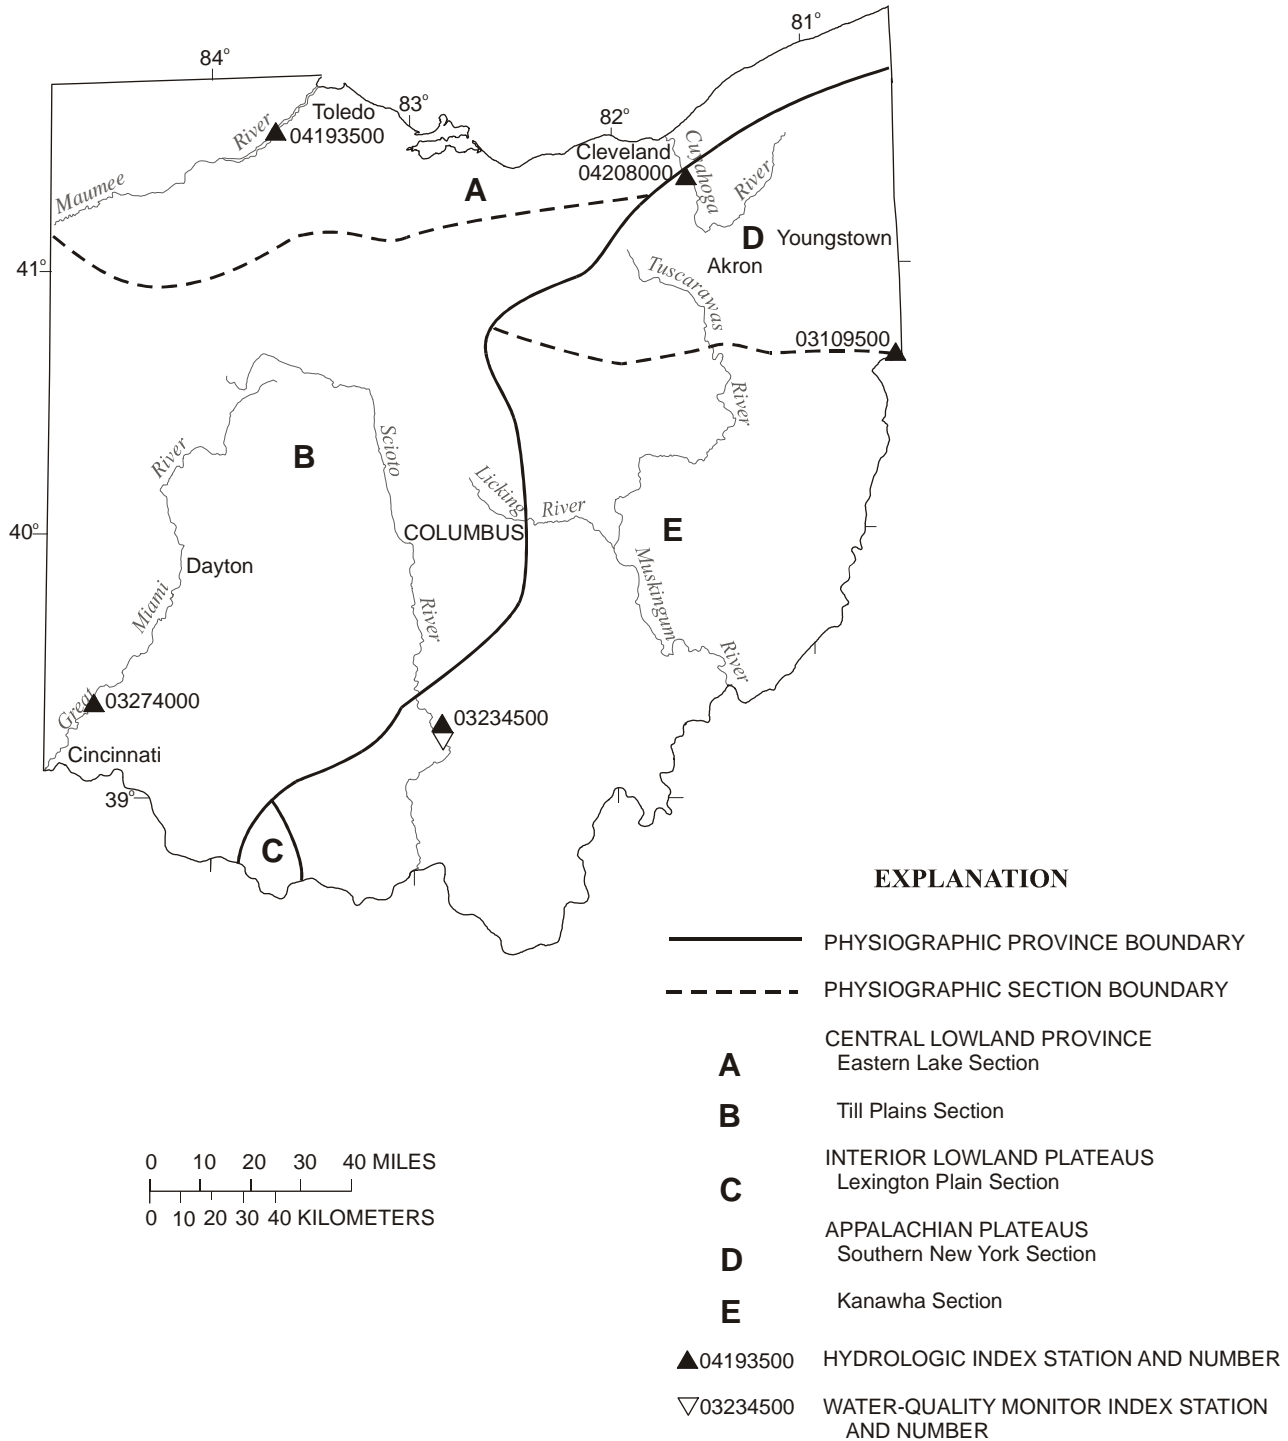 81°
84°
83°
82°
Toledo
04193500
River
Maumee
Cleveland
04208000
Cuyahoga
River
A
D
Youngstown
Akron
41°
Tuscarawas
River
03109500
B
River
Scioto
River
Licking
River
40°
COLUMBUS
E
Dayton
Miami
Muskingum
River
Great
03274000
03234500
Cincinnati
39°
C
EXPLANATION
PHYSIOGRAPHIC PROVINCE BOUNDARY
PHYSIOGRAPHIC SECTION BOUNDARY
CENTRAL LOWLAND PROVINCE
A Eastern Lake Section
B Till Plains Section
INTERIOR LOWLAND PLATEAUS
C Lexington Plain Section
APPALACHIAN PLATEAUS
D Southern New York Section
E Kanawha Section
04193500 HYDROLOGIC INDEX STATION AND NUMBER
03234500 WATER-QUALITY MONITOR INDEX STATION
AND NUMBER
0 10 20 30 40 MILES
0 10 20 30 40 KILOMETERS